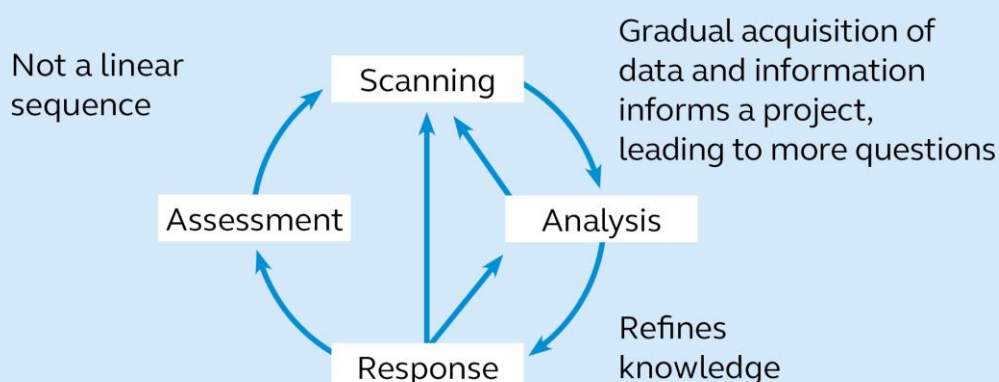 Not a linear
sequence
Scanning
Gradual acquisition of
data and information
informs a project,
leading to more questions
Assessment
Analysis
Response
Refines
knowledge